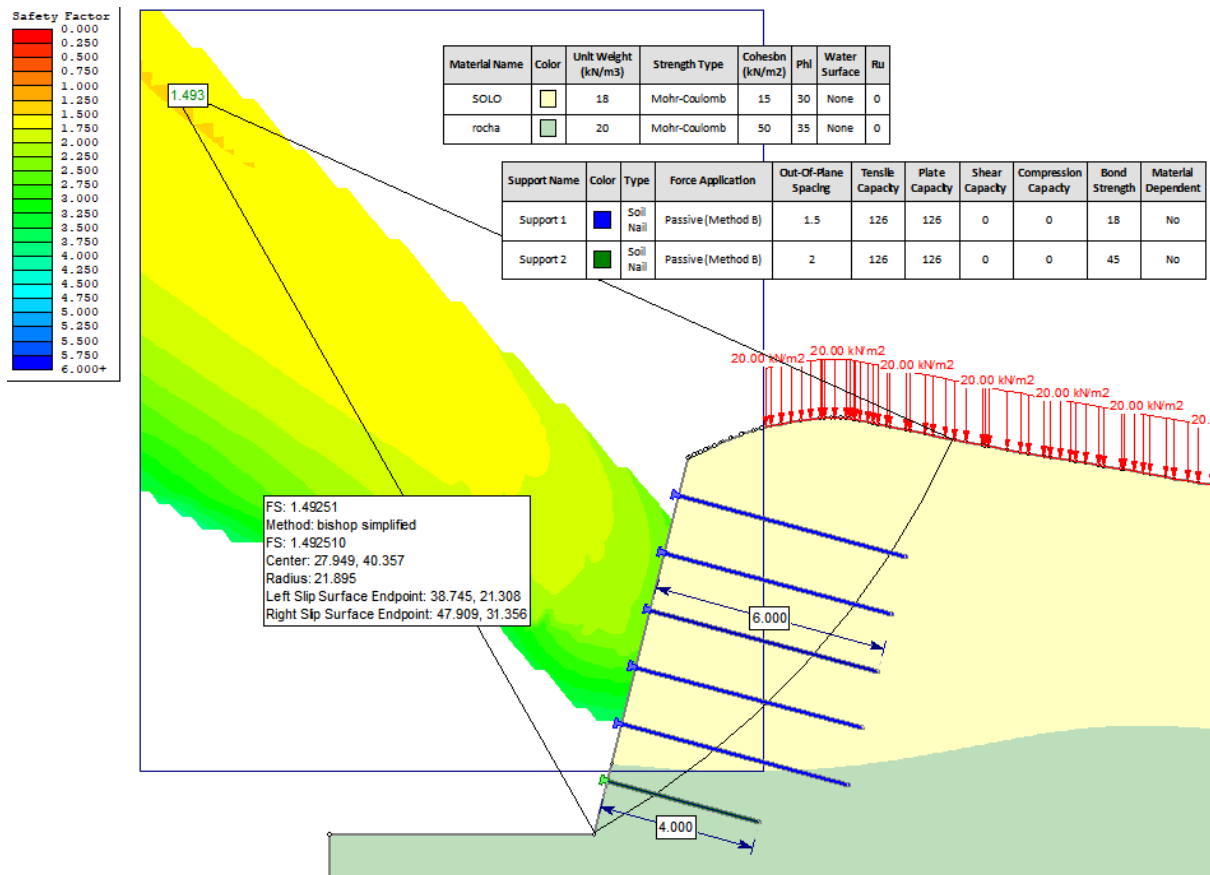 Safety Factor
0.000
0.250
0.500
0.750
1.000
1.250
1.500
1.750
2.000
2.250
2.500
2.750
3.000
3.250
3.500
3.750
4.000
4.250
4.500
4.750
5.000
5.250
5.500
5.750
6.000+
1.493
Material Name Color Unit Weight (kN/m3) Strength Type Cohesbn (kN/m2) Phl Water Surface Ru
SOLO 18 Mohr-Coulomb 15 30 None 0
rocha 20 Mohr-Coulomb 50 35 None 0
Support Name Color Type Force Application Out-Of-Plane Spacing Tenslle Capacity Plate Capacity Shear Capacity Compression Capacity Bond Strength Material Dependent
Support 1 Soil Nail Passive (Method B) 1.5 126 126 0 0 18 No
Support 2 Soil Nail Passive (Method B) 2 126 126 0 0 45 No
20.00 kN/m2
20.00 kN/m2
20.00 kN/m2
20.00 kN/m2
20.00 kN/m2
20.00 kN/m2
20.
FS: 1.49251
Method: bishop simplified
FS: 1.492510
Center: 27.949, 40.357
Radius: 21.895
Left Slip Surface Endpoint: 38.745, 21.308
Right Slip Surface Endpoint: 47.909, 31.356
6.000
4.000